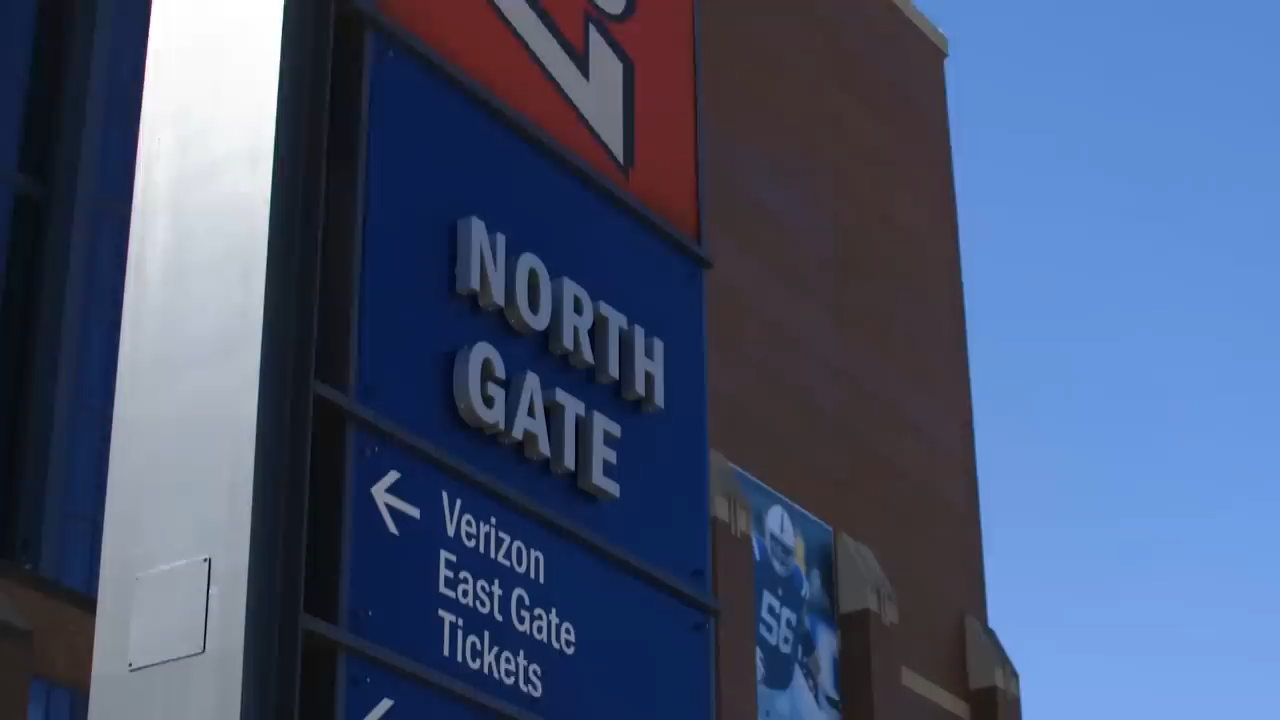 NORTH
GATE
Verizon
East Gate
Tickets
56